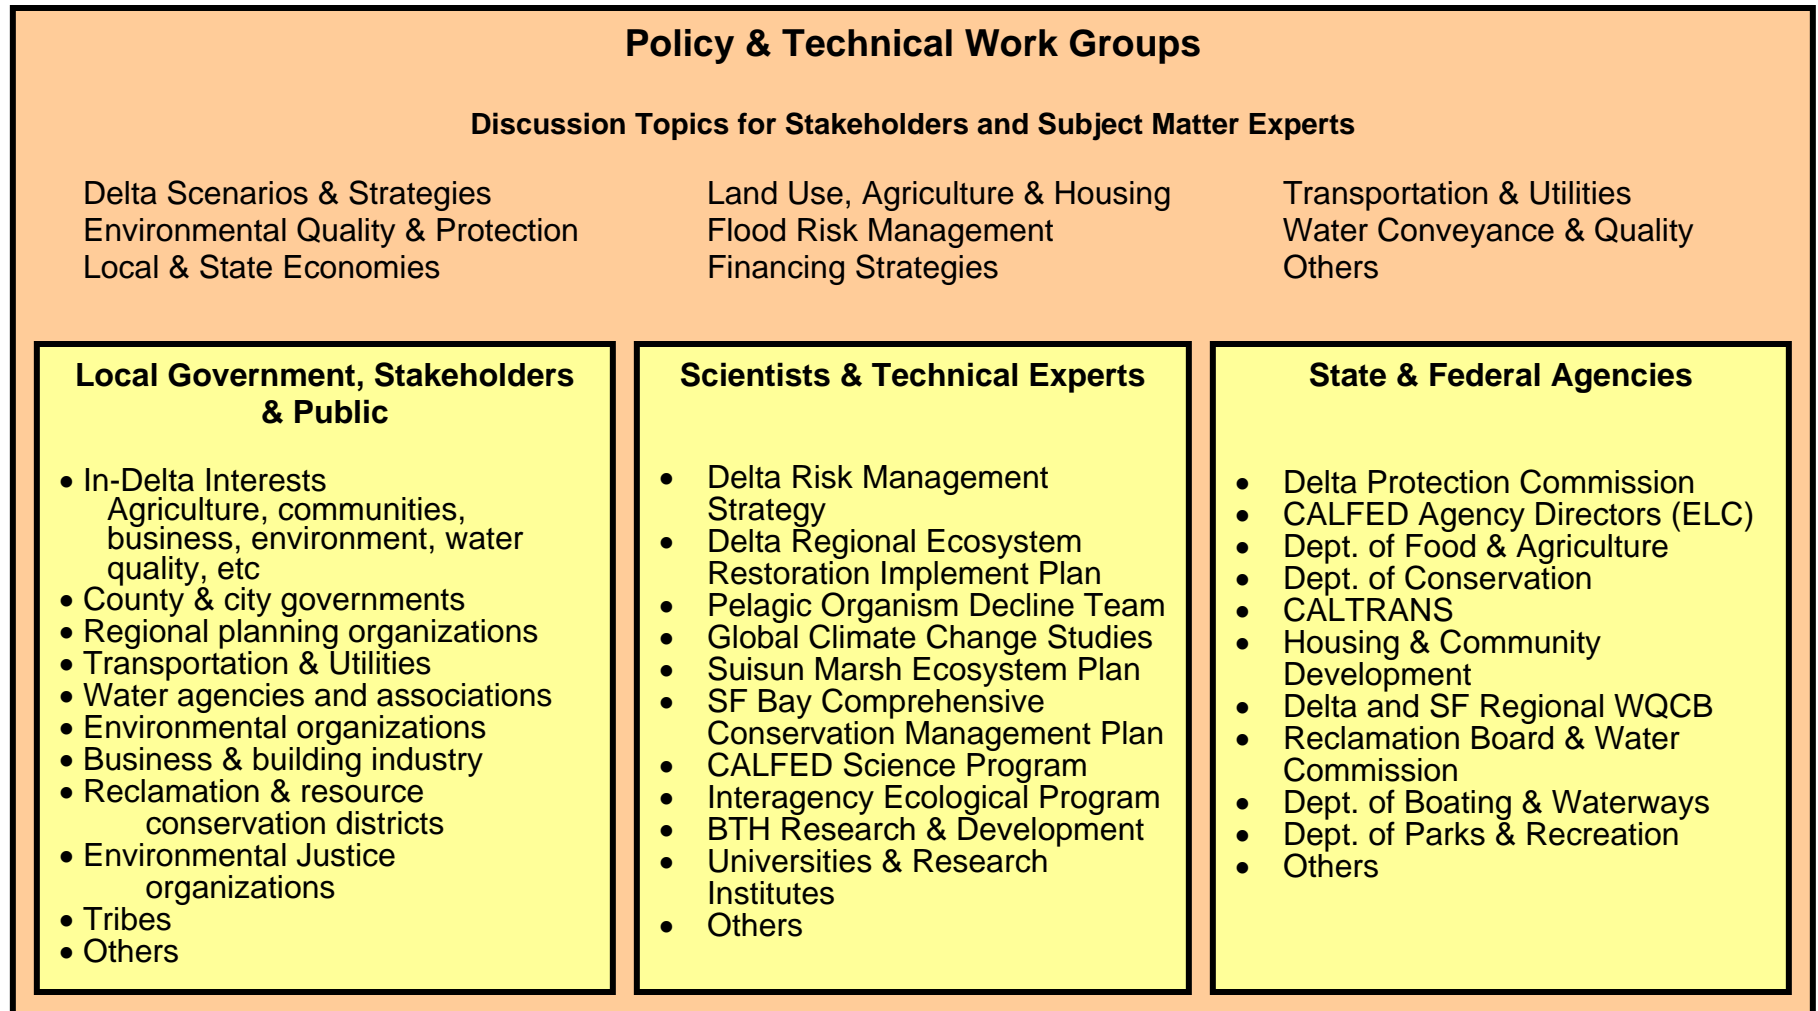 Policy & Technical Work Groups
Discussion Topics for Stakeholders and Subject Matter Experts
Delta Scenarios & Strategies
Environmental Quality & Protection
Local & State Economies
Land Use, Agriculture & Housing
Flood Risk Management
Financing Strategies
Transportation & Utilities
Water Conveyance & Quality
Others
Local Government, Stakeholders
& Public
• In-Delta Interests
Agriculture, communities,
business, environment, water
quality, etc
• County & city governments
• Regional planning organizations
• Transportation & Utilities
• Water agencies and associations
• Environmental organizations
• Business & building industry
• Reclamation & resource
conservation districts
• Environmental Justice
organizations
• Tribes
• Others
Scientists & Technical Experts
• Delta Risk Management
Strategy
• Delta Regional Ecosystem
Restoration Implement Plan
• Pelagic Organism Decline Team
• Global Climate Change Studies
• Suisun Marsh Ecosystem Plan
• SF Bay Comprehensive
Conservation Management Plan
• CALFED Science Program
• Interagency Ecological Program
• BTH Research & Development
• Universities & Research
Institutes
• Others
State & Federal Agencies
• Delta Protection Commission
• CALFED Agency Directors (ELC)
• Dept. of Food & Agriculture
• Dept. of Conservation
• CALTRANS
• Housing & Community
Development
• Delta and SF Regional WQCB
• Reclamation Board & Water
Commission
• Dept. of Boating & Waterways
• Dept. of Parks & Recreation
• Others